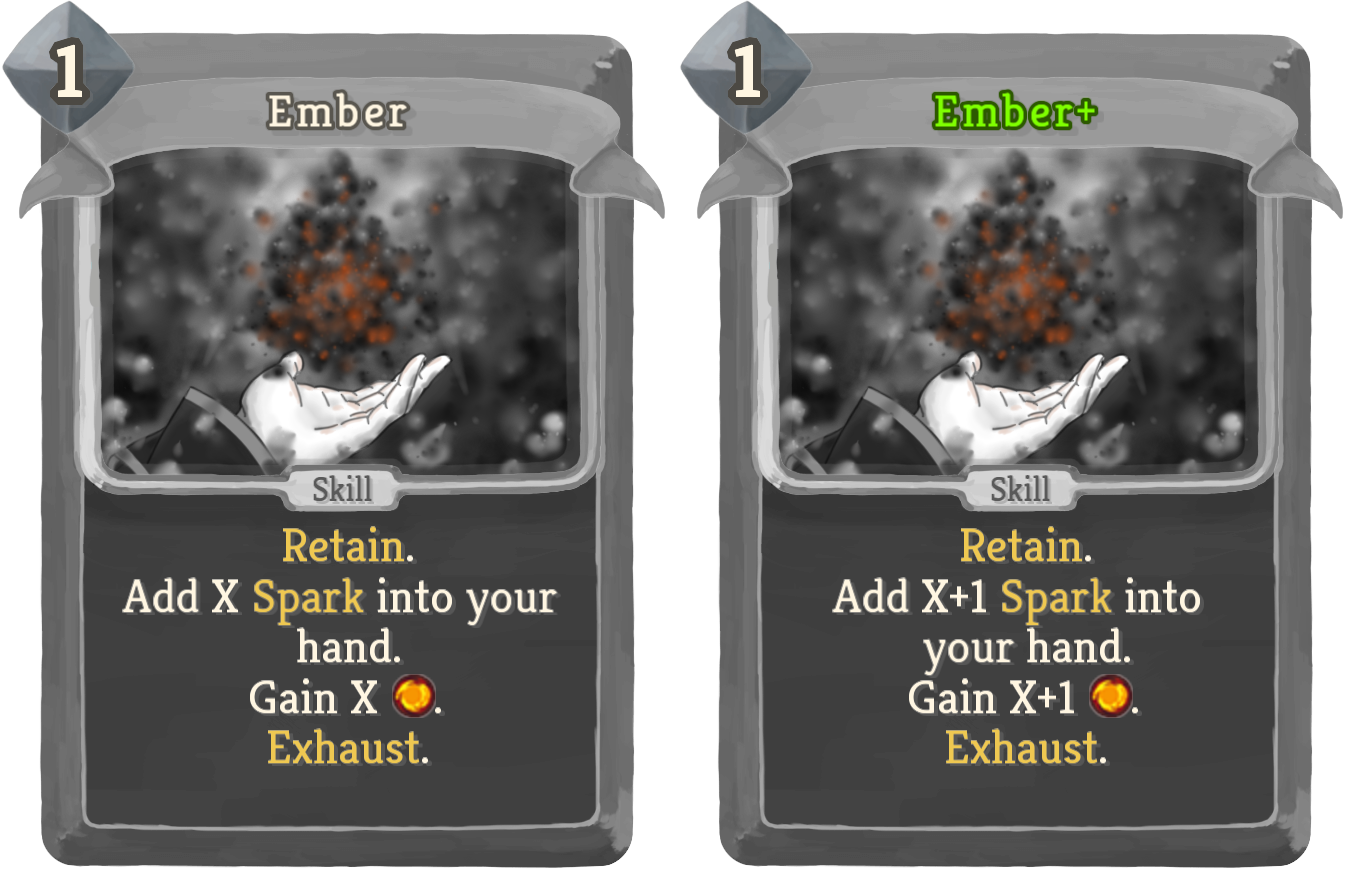 1
Ember
Skill
Retain.
Add X Spark into your
hand.
Gain X .
Exhaust.
1
Ember+
Skill
Retain.
Add X+1 Spark into
your hand.
Gain X+1 .
Exhaust.